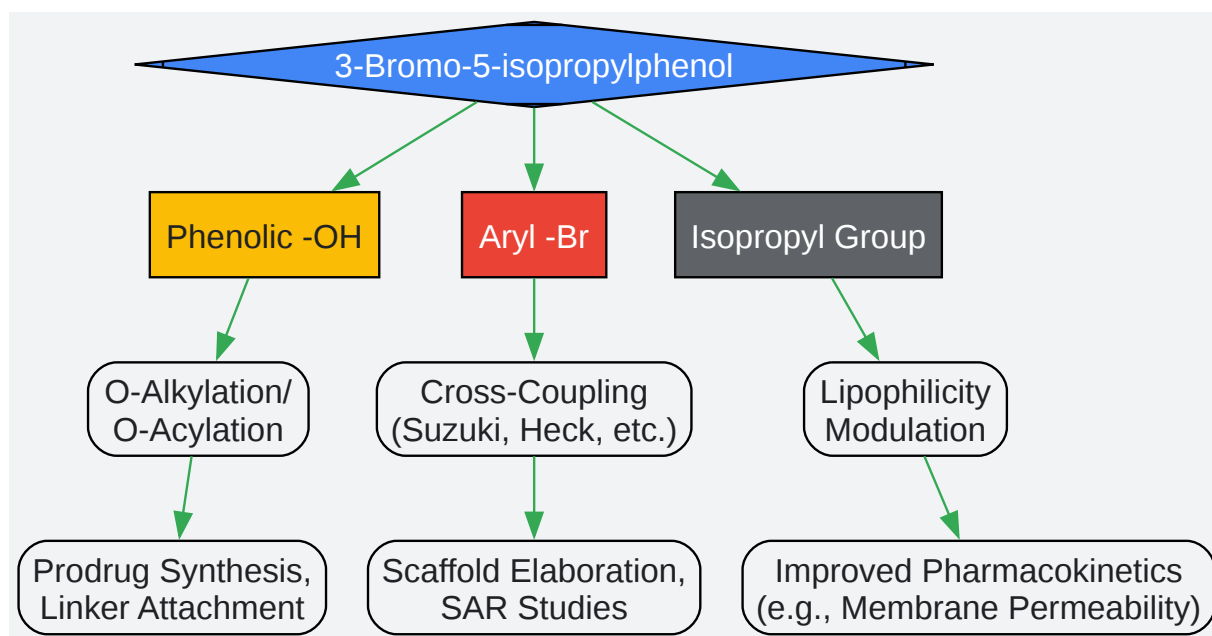 3-Bromo-5-isopropylphenol
Phenolic -OH
Aryl -Br
Isopropyl Group
O-Alkylation/
O-Acylation
Cross-Coupling
(Suzuki, Heck, etc.)
Lipophilicity
Modulation
Prodrug Synthesis,
Linker Attachment
Scaffold Elaboration,
SAR Studies
Improved Pharmacokinetics
(e.g., Membrane Permeability)